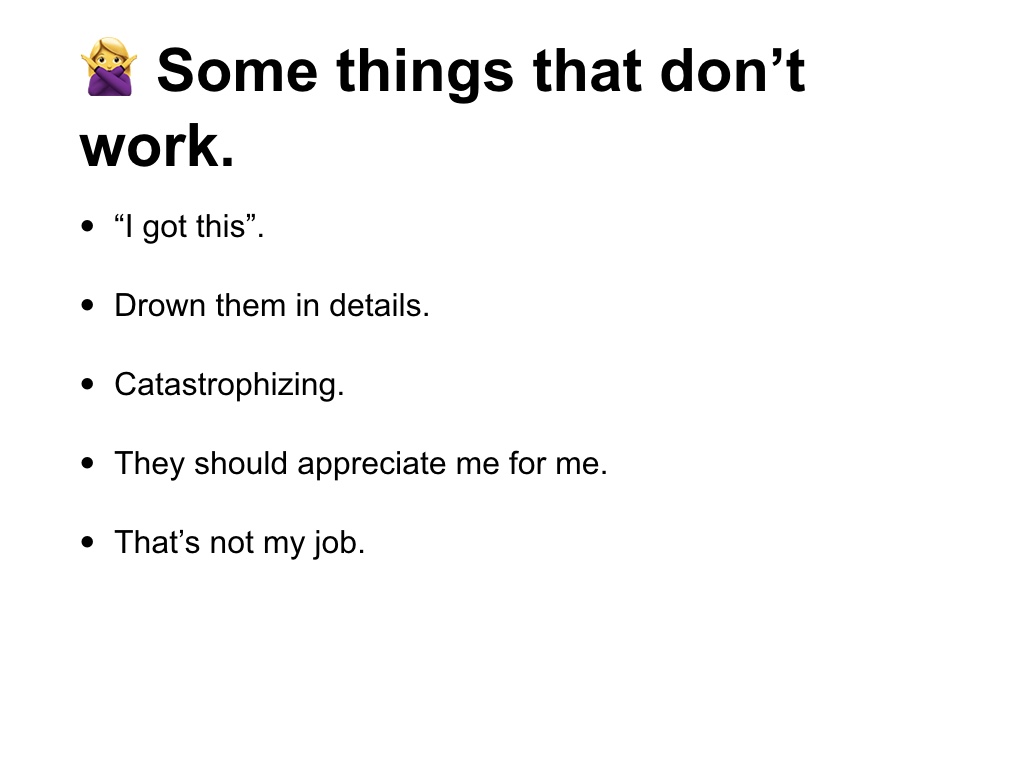 🙅‍♀️ Some things that don’t
work.
• “I got this”.
• Drown them in details.
• Catastrophizing.
• They should appreciate me for me.
• That’s not my job.